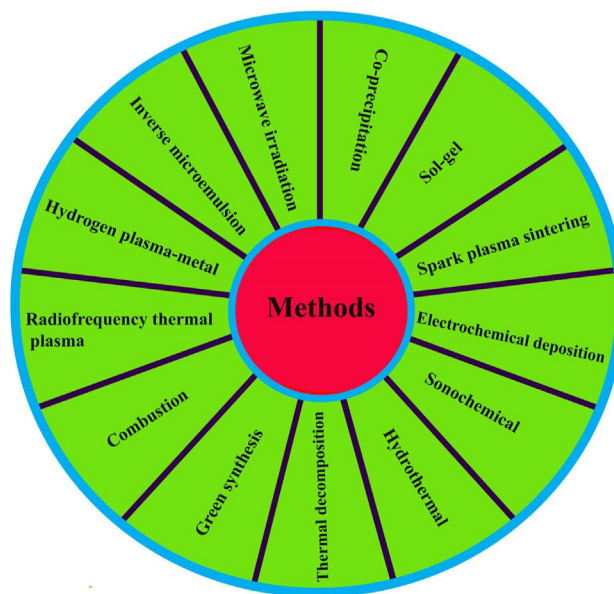 Methods
Co-precipitation
Sol-gel
Spark plasma sintering
Electrochemical deposition
Sonochemical
Hydrothermal
Thermal decomposition
Green synthesis
Combustion
Radiofrequency thermal
plasma
Hydrogen plasma-metal
Inverse microemulsion
Microwave irradiation